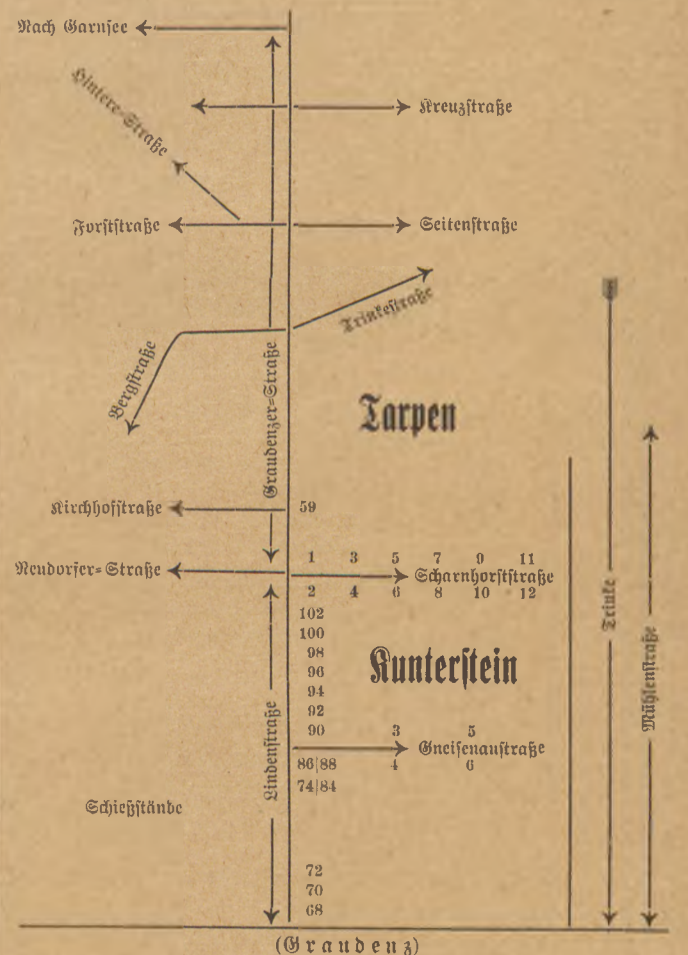 Nach Garnsee
Hintere-Straße
Kreuzstraße
Forststraße
Seitenstraße
Trinkestraße
Bergstraße
Graudenzer-Straße
Tarpen
Kirchhofstraße
59
1 3 5 7 9 11
Neudorfer-Straße
Scharnhorststraße
2 4 6 8 10 12
102
100
98
96
94
92
90
Kunterstein
Trinke
Mühlenstraße
Lindenstraße
3 5
Gneisenaustraße
86|88 4 6
74|84
Schießstände
72
70
68
(Graudenz)